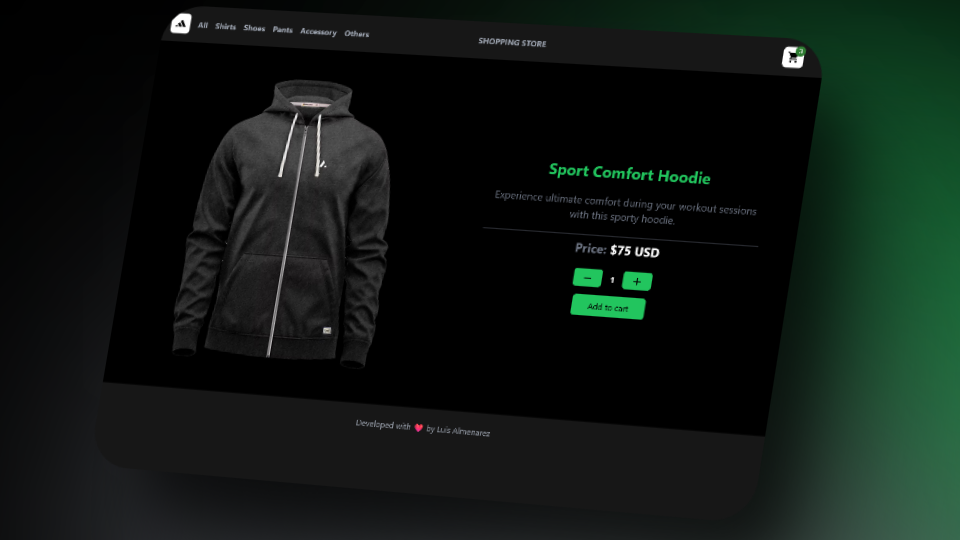 All Shirts Shoes Pants Accessory Others
SHOPPING STORE
3
Sport Comfort Hoodie
Experience ultimate comfort during your workout sessions
with this sporty hoodie.
Price: $75 USD
− 1 +
Add to cart
Developed with ❤️ by Luis Almenarez